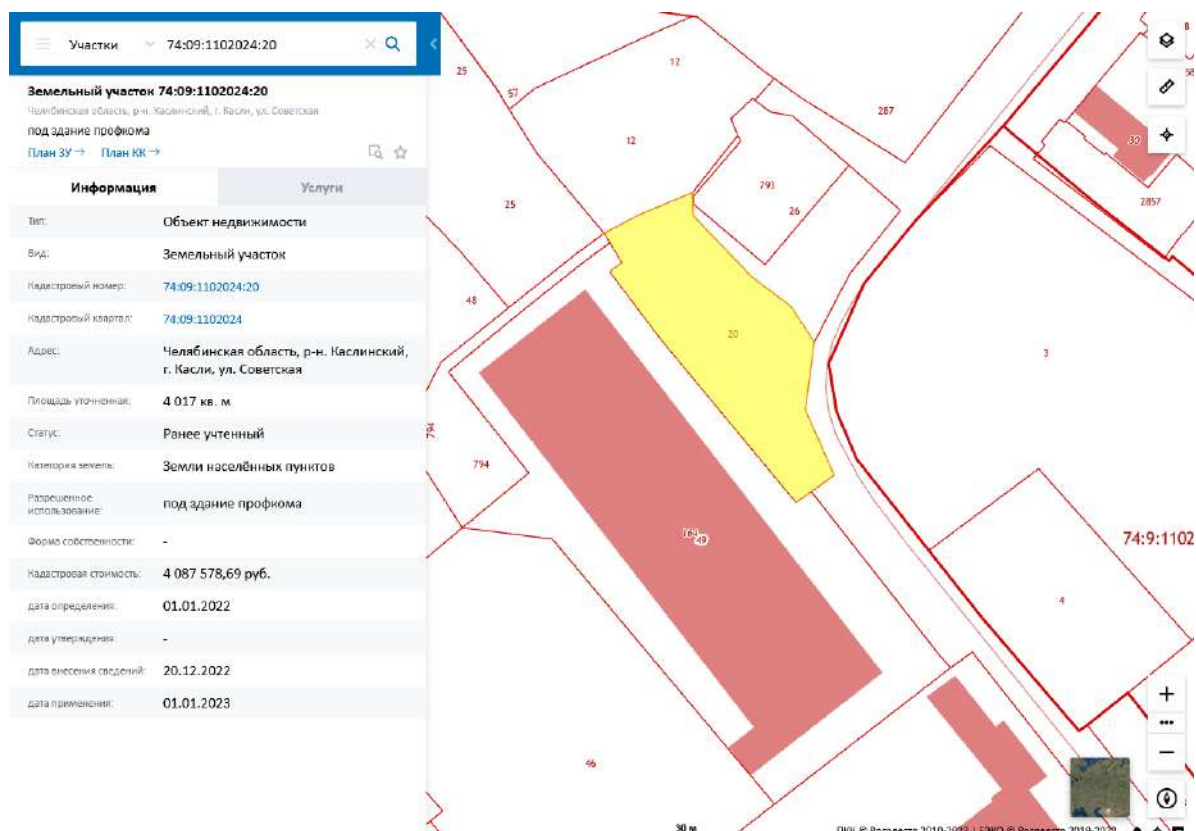 Участки 74:09:1102024:20
Земельный участок 74:09:1102024:20
Челябинская область, р-н. Каслинский, г. Касли, ул. Советская
под здание профкома
План ЗУ → План КК →
Информация Услуги
Тип: Объект недвижимости
Вид: Земельный участок
Кадастровый номер: 74:09:1102024:20
Кадастровый квартал: 74:09:1102024
Адрес: Челябинская область, р-н. Каслинский,
г. Касли, ул. Советская
Площадь уточненная: 4 017 кв. м
Статус: Ранее учтенный
Категория земель: Земли населённых пунктов
Разрешенное
использование: под здание профкома
Форма собственности: -
Кадастровая стоимость: 4 087 578,69 руб.
дата определения: 01.01.2022
дата утверждения: -
дата внесения сведений: 20.12.2022
дата применения: 01.01.2023
12
25
57
287
12
793
26
25
2857
48
20
3
794
794
49
74:9:1102
4
46
30 м